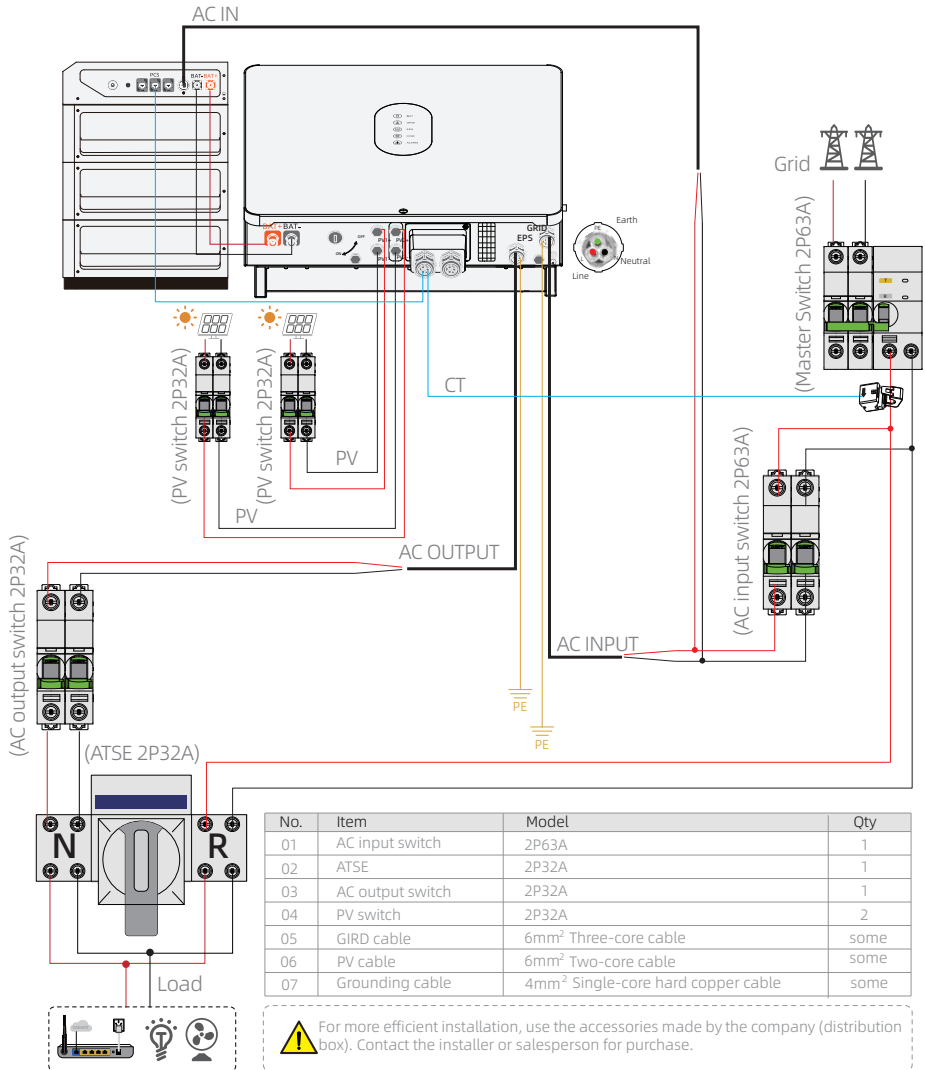 AC IN
PCS
BAT-
BAT+
Grid
(Master Switch 2P63A)
BAT+
BAT-
OFF
ON
GRID
EPS
PE
Earth
Neutral
Line
CT
(PV switch 2P32A)
(PV switch 2P32A)
PV
PV
(AC input switch 2P63A)
AC OUTPUT
AC INPUT
(AC output switch 2P32A)
PE
PE
(ATSE 2P32A)
N
R
Load
No. Item Model Qty
01 AC input switch 2P63A 1
02 ATSE 2P32A 1
03 AC output switch 2P32A 1
04 PV switch 2P32A 2
05 GIRD cable 6mm² Three-core cable some
06 PV cable 6mm² Two-core cable some
07 Grounding cable 4mm² Single-core hard copper cable some
For more efficient installation, use the accessories made by the company (distribution
box). Contact the installer or salesperson for purchase.